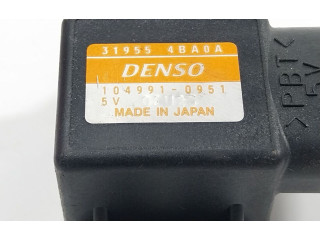 31955 4BA0A
DENSO
104991-0951
5V
MADE IN JAPAN
>PBT<
5V